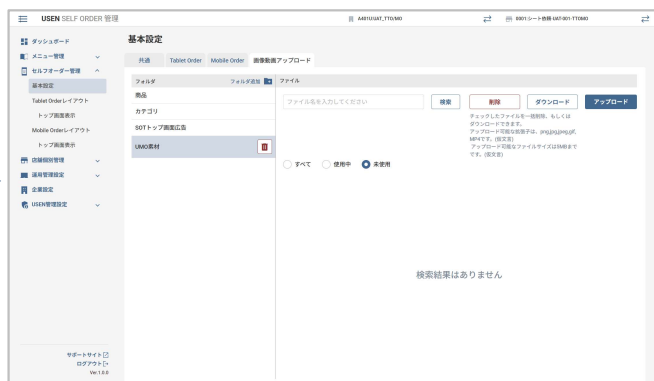 USEN SELF ORDER 管理
A401U:UAT_TTO/MO
0001:シート依頼-UAT-001-TTOMO
ダッシュボード
メニュー管理
セルフオーダー管理
基本設定
Tablet Orderレイアウト
トップ画面表示
Mobile Orderレイアウト
トップ画面表示
店舗個別管理
運用管理設定
企業設定
USEN管理設定
サポートサイト
ログアウト
Ver.1.0.0
基本設定
共通
Tablet Order
Mobile Order
画像動画アップロード
フォルダ
フォルダ追加
商品
カテゴリ
SOTトップ画面広告
UMO素材
ファイル
ファイル名を入力してください
検索
削除
ダウンロード
アップロード
チェックしたファイルを一括削除、もしくは
ダウンロードできます。
アップロード可能な拡張子は、png,jpg,jpeg,gif,
MP4です。(仮文言)
アップロード可能なファイルサイズは5MBまで
です。(仮文言)
すべて
使用中
未使用
検索結果はありません